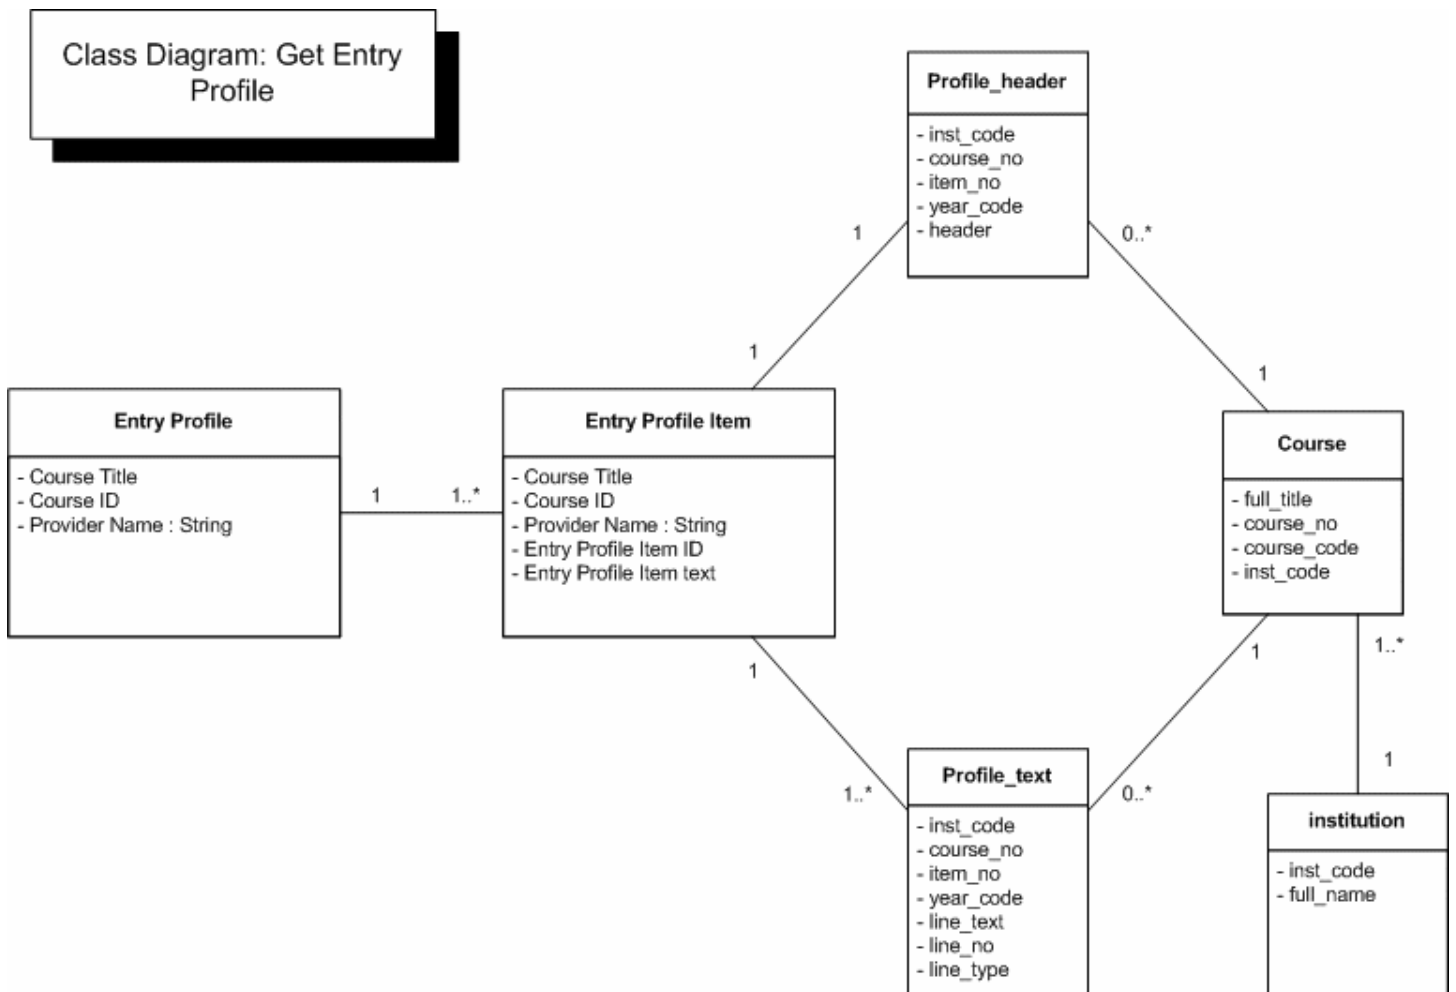 Class Diagram: Get Entry
Profile
Profile_header
- inst_code
- course_no
- item_no
- year_code
- header
1
0..*
1
1
Entry Profile
- Course Title
- Course ID
- Provider Name : String
1
1..*
Entry Profile Item
- Course Title
- Course ID
- Provider Name : String
- Entry Profile Item ID
- Entry Profile Item text
Course
- full_title
- course_no
- course_code
- inst_code
1
1
1..*
1..*
0..*
1
Profile_text
- inst_code
- course_no
- item_no
- year_code
- line_text
- line_no
- line_type
institution
- inst_code
- full_name